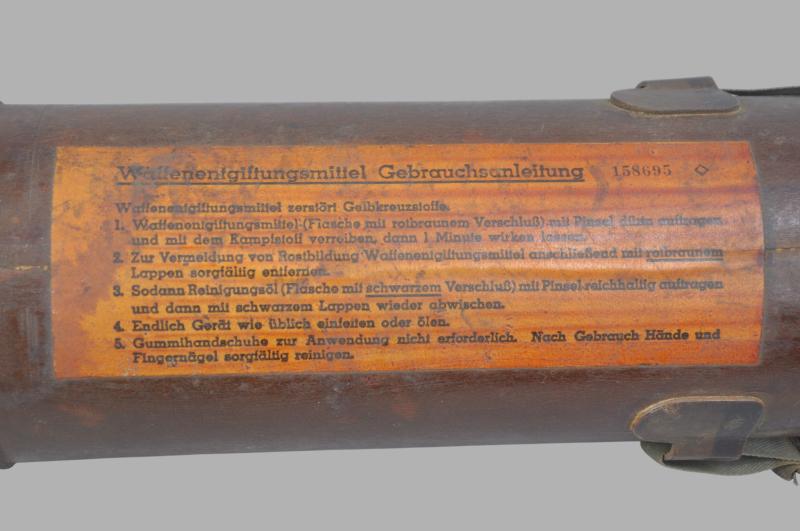 Waffenentgiftungsmittel Gebrauchsanleitung 158695
Waffenentgiftungsmittel zerstört Gelbkreuzstoffe.
1. Waffenentgiftungsmittel (Flasche mit rotbraunem Verschluß) mit Pinsel dünn auftragen
und mit dem Kampfstoff verreiben, dann 1 Minute wirken lassen.
2. Zur Vermeidung von Rostbildung Waffenentgiftungsmittel anschließend mit rotbraunem
Lappen sorgfältig entfernen.
3. Sodann Reinigungsöl (Flasche mit schwarzem Verschluß) mit Pinsel reichhaltig auftragen
und dann mit schwarzem Lappen wieder abwischen.
4. Endlich Gerät wie üblich einfetten oder ölen.
5. Gummihandschuhe zur Anwendung nicht erforderlich. Nach Gebrauch Hände und
Fingernägel sorgfältig reinigen.